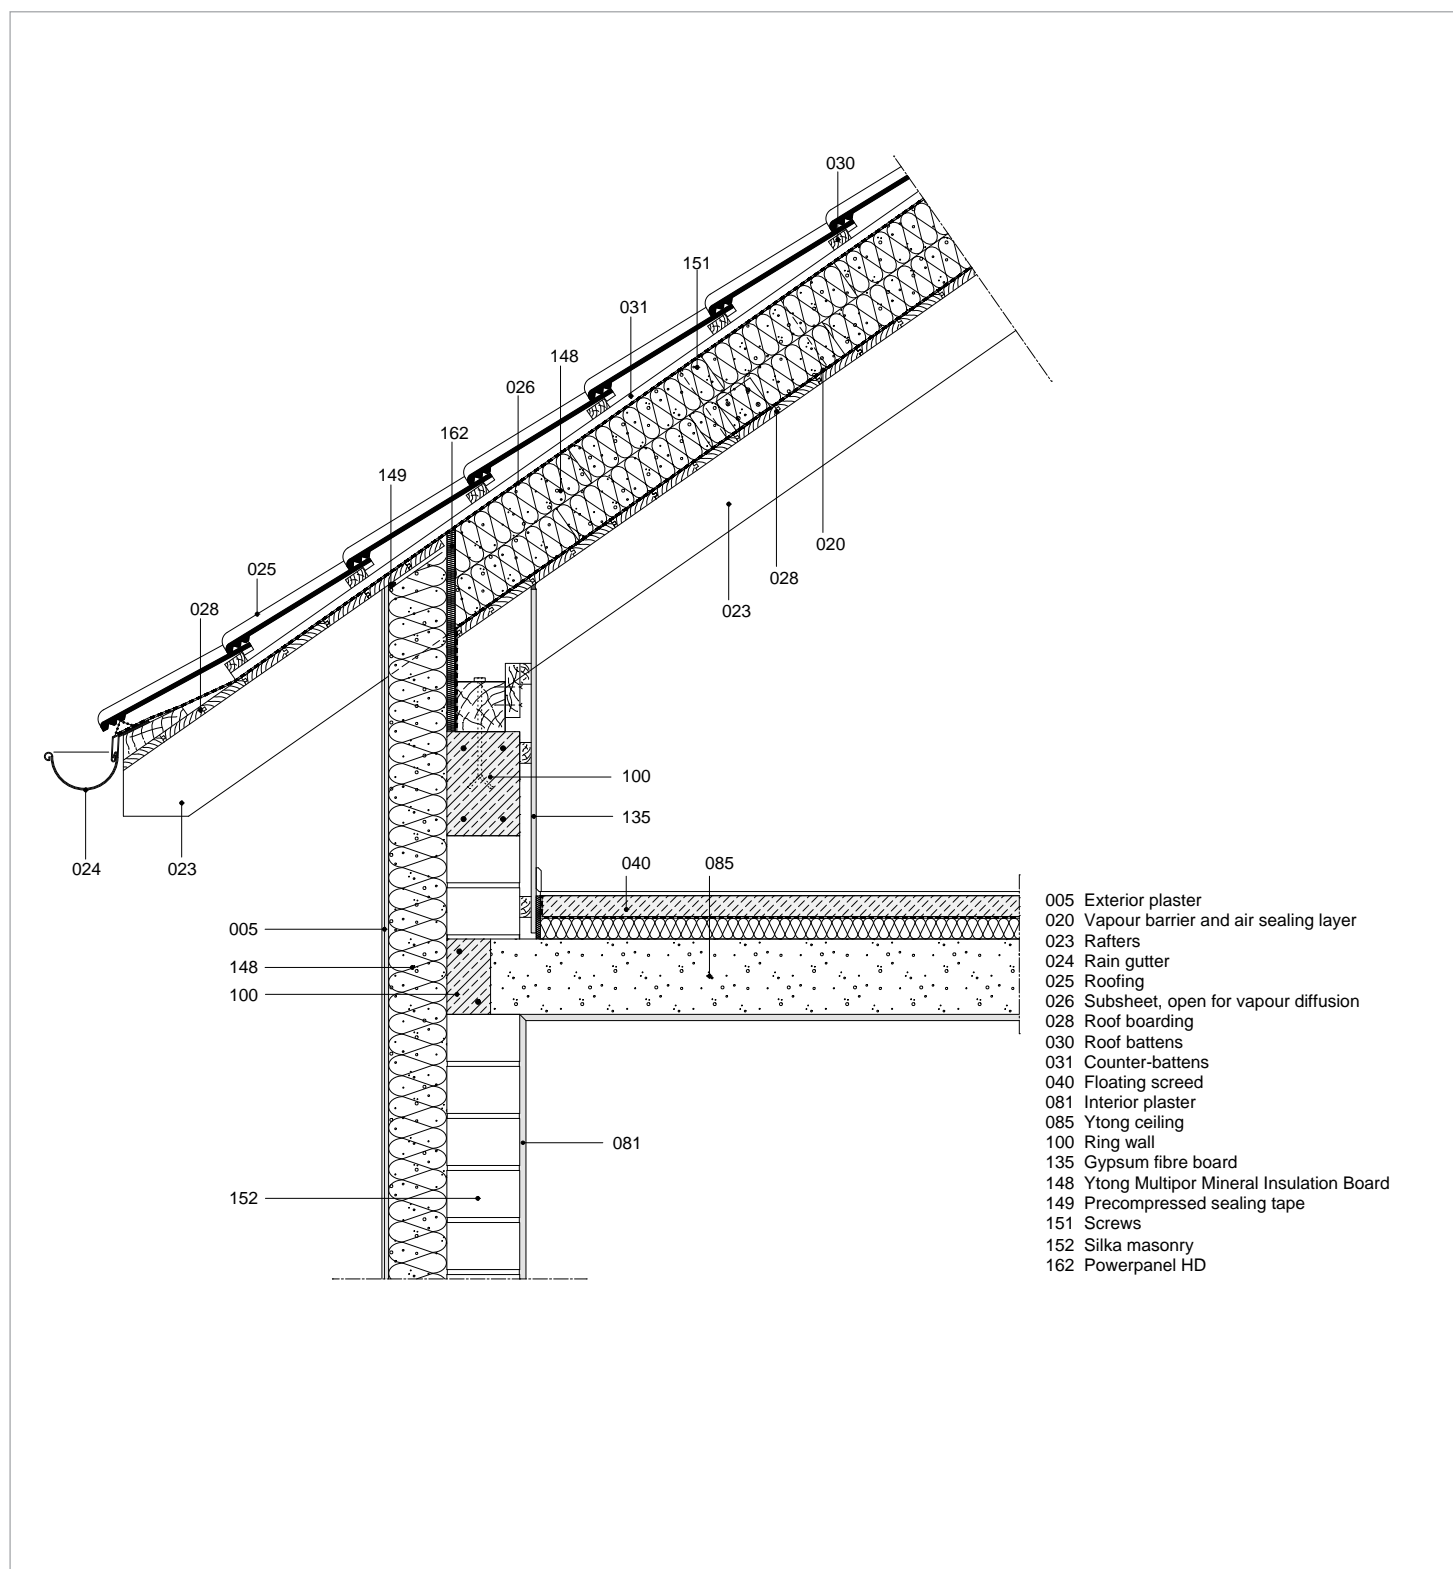 030
151
031
148
026
162
149
025
028
020
028
023
100
135
024
023
040
085
005
148
100
081
152
005 Exterior plaster
020 Vapour barrier and air sealing layer
023 Rafters
024 Rain gutter
025 Roofing
026 Subsheet, open for vapour diffusion
028 Roof boarding
030 Roof battens
031 Counter-battens
040 Floating screed
081 Interior plaster
085 Ytong ceiling
100 Ring wall
135 Gypsum fibre board
148 Ytong Multipor Mineral Insulation Board
149 Precompressed sealing tape
151 Screws
152 Silka masonry
162 Powerpanel HD